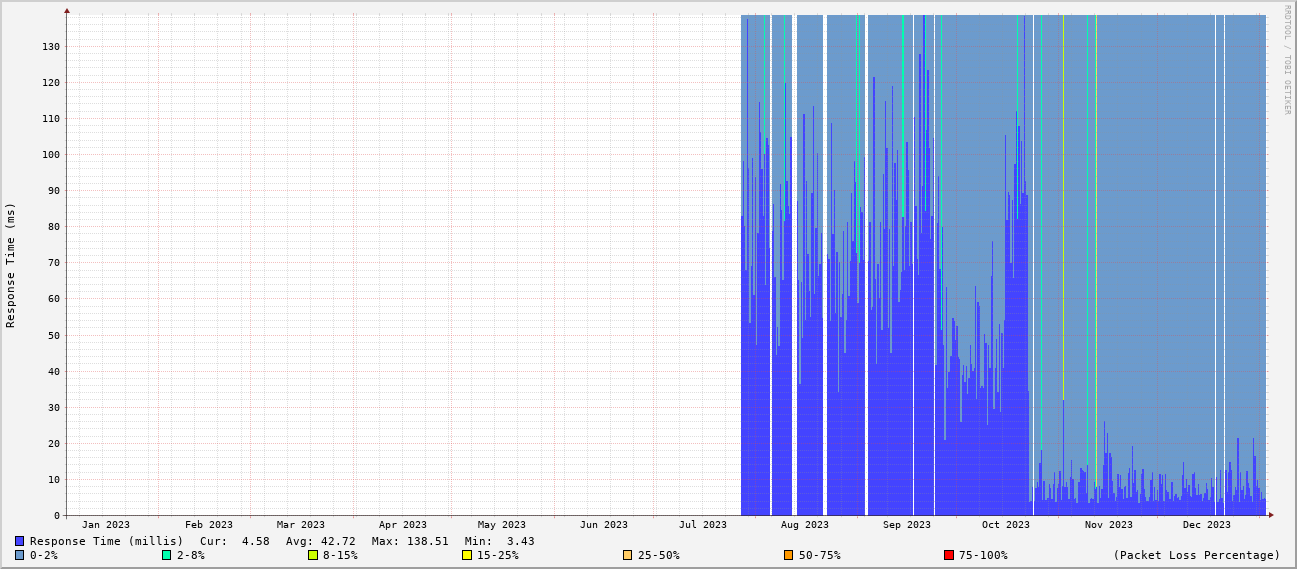 RRDTOOL / TOBI OETIKER
Response Time (ms)
130
120
110
100
90
80
70
60
50
40
30
20
10
0
Jan 2023 Feb 2023 Mar 2023 Apr 2023 May 2023 Jun 2023 Jul 2023 Aug 2023 Sep 2023 Oct 2023 Nov 2023 Dec 2023
Response Time (millis) Cur: 4.58 Avg: 42.72 Max: 138.51 Min: 3.43
0-2% 2-8% 8-15% 15-25% 25-50% 50-75% 75-100% (Packet Loss Percentage)